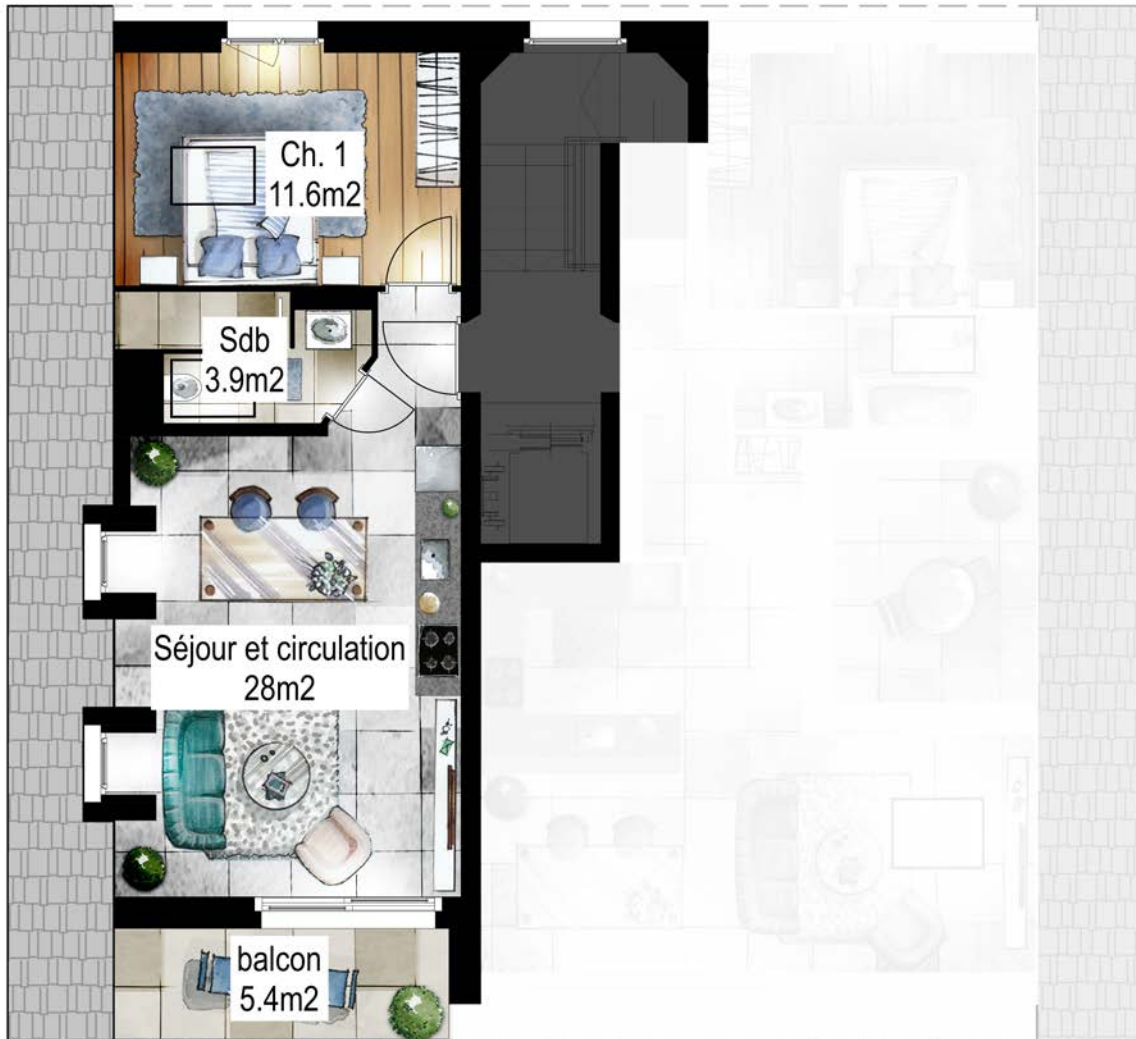 Ch. 1
11.6m2
Sdb
3.9m2
Séjour et circulation
28m2
balcon
5.4m2